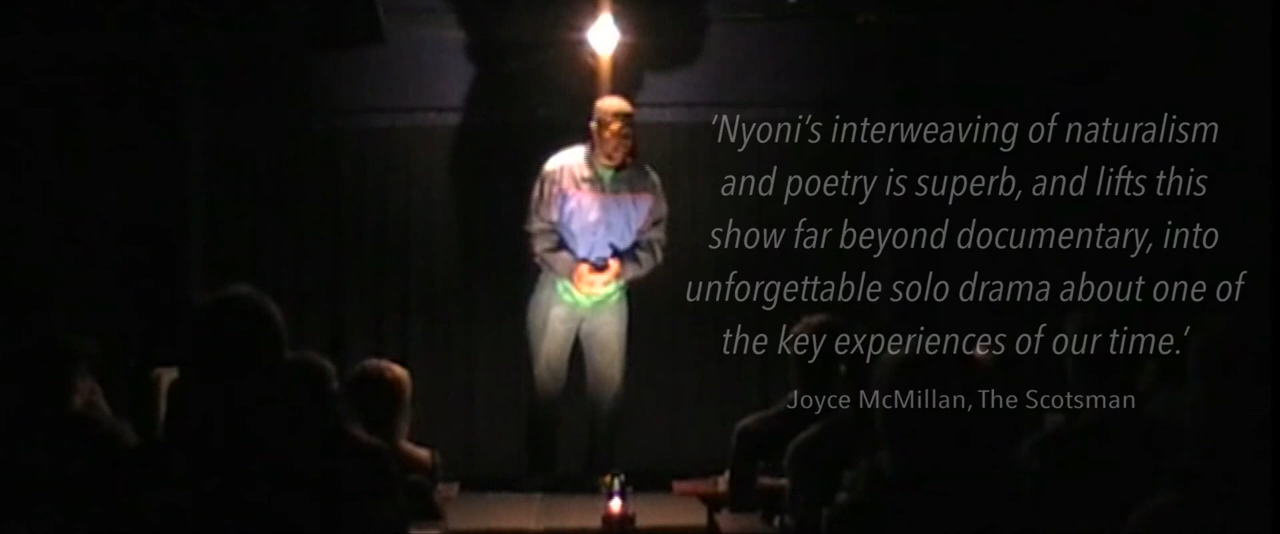 ‘Nyoni’s interweaving of naturalism
and poetry is superb, and lifts this
show far beyond documentary, into
unforgettable solo drama about one of
the key experiences of our time.’
Joyce McMillan, The Scotsman